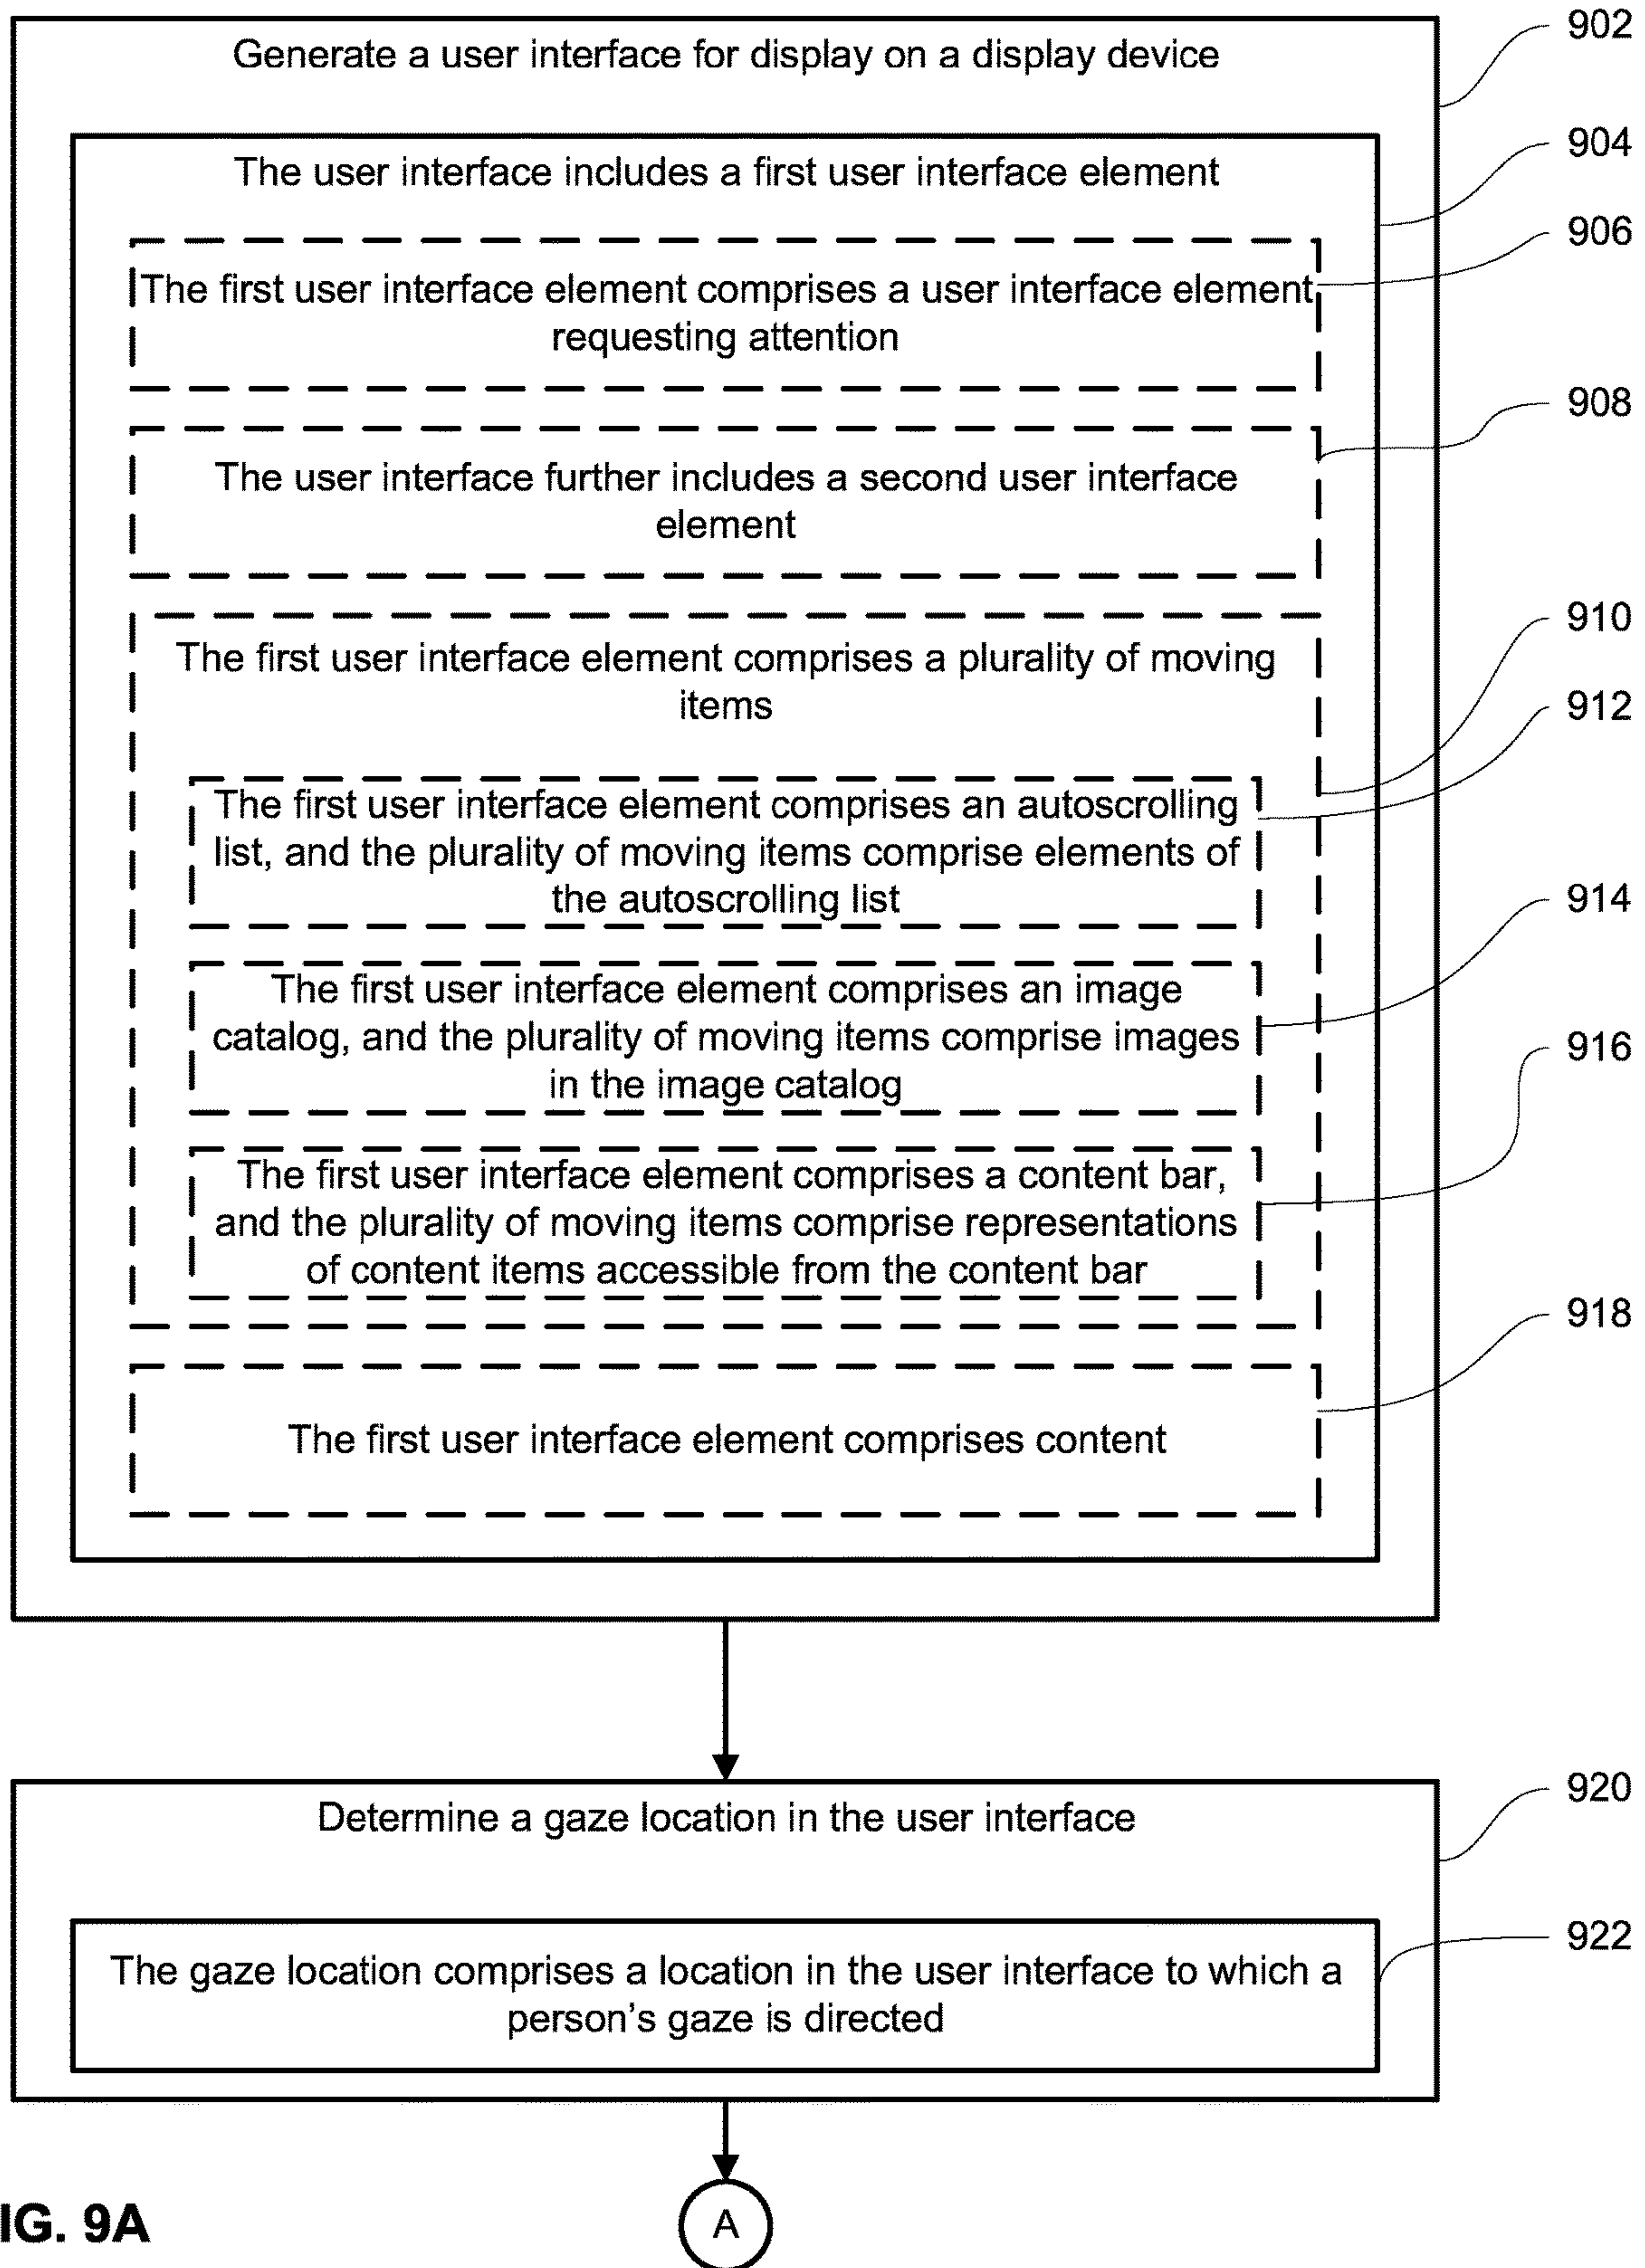 Generate a user interface for display on a display device
902
The user interface includes a first user interface element
904
The first user interface element comprises a user interface element
requesting attention
906
The user interface further includes a second user interface
element
908
The first user interface element comprises a plurality of moving
items
910
The first user interface element comprises an autoscrolling
list, and the plurality of moving items comprise elements of
the autoscrolling list
912
The first user interface element comprises an image
catalog, and the plurality of moving items comprise images
in the image catalog
914
The first user interface element comprises a content bar,
and the plurality of moving items comprise representations
of content items accessible from the content bar
916
The first user interface element comprises content
918
Determine a gaze location in the user interface
920
The gaze location comprises a location in the user interface to which a
person's gaze is directed
922
A
IG. 9A